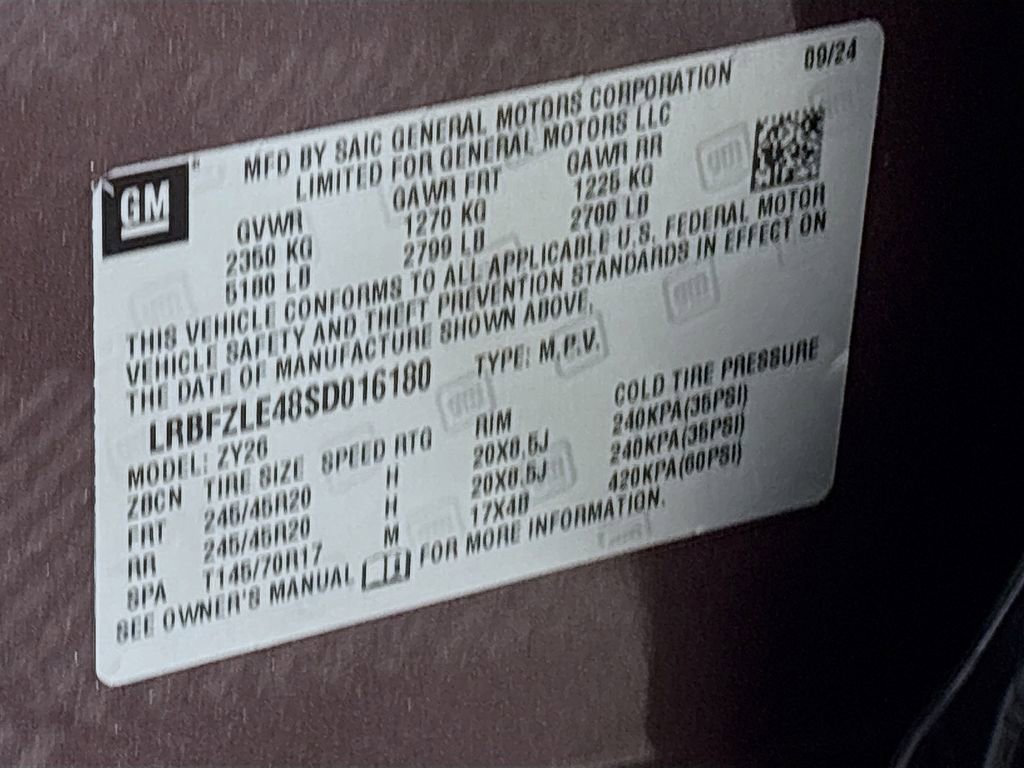 09/24
MFD BY SAIC GENERAL MOTORS CORPORATION
LIMITED FOR GENERAL MOTORS LLC
GM
GVWR GAWR FRT GAWR RR
2350 KG 1270 KG 1225 KG
5180 LB 2799 LB 2700 LB
THIS VEHICLE CONFORMS TO ALL APPLICABLE U.S. FEDERAL MOTOR
VEHICLE SAFETY AND THEFT PREVENTION STANDARDS IN EFFECT ON
THE DATE OF MANUFACTURE SHOWN ABOVE.
LRBFZLE48SD016180 TYPE: M.P.V.
MODEL: ZY26
ZBCN TIRE SIZE SPEED RTG RIM COLD TIRE PRESSURE
FRT 245/45R20 H 20X8.5J 240KPA(35PSI)
RR 245/45R20 H 20X8.5J 240KPA(35PSI)
SPA T145/70R17 M 17X4B 420KPA(60PSI)
SEE OWNER'S MANUAL FOR MORE INFORMATION.